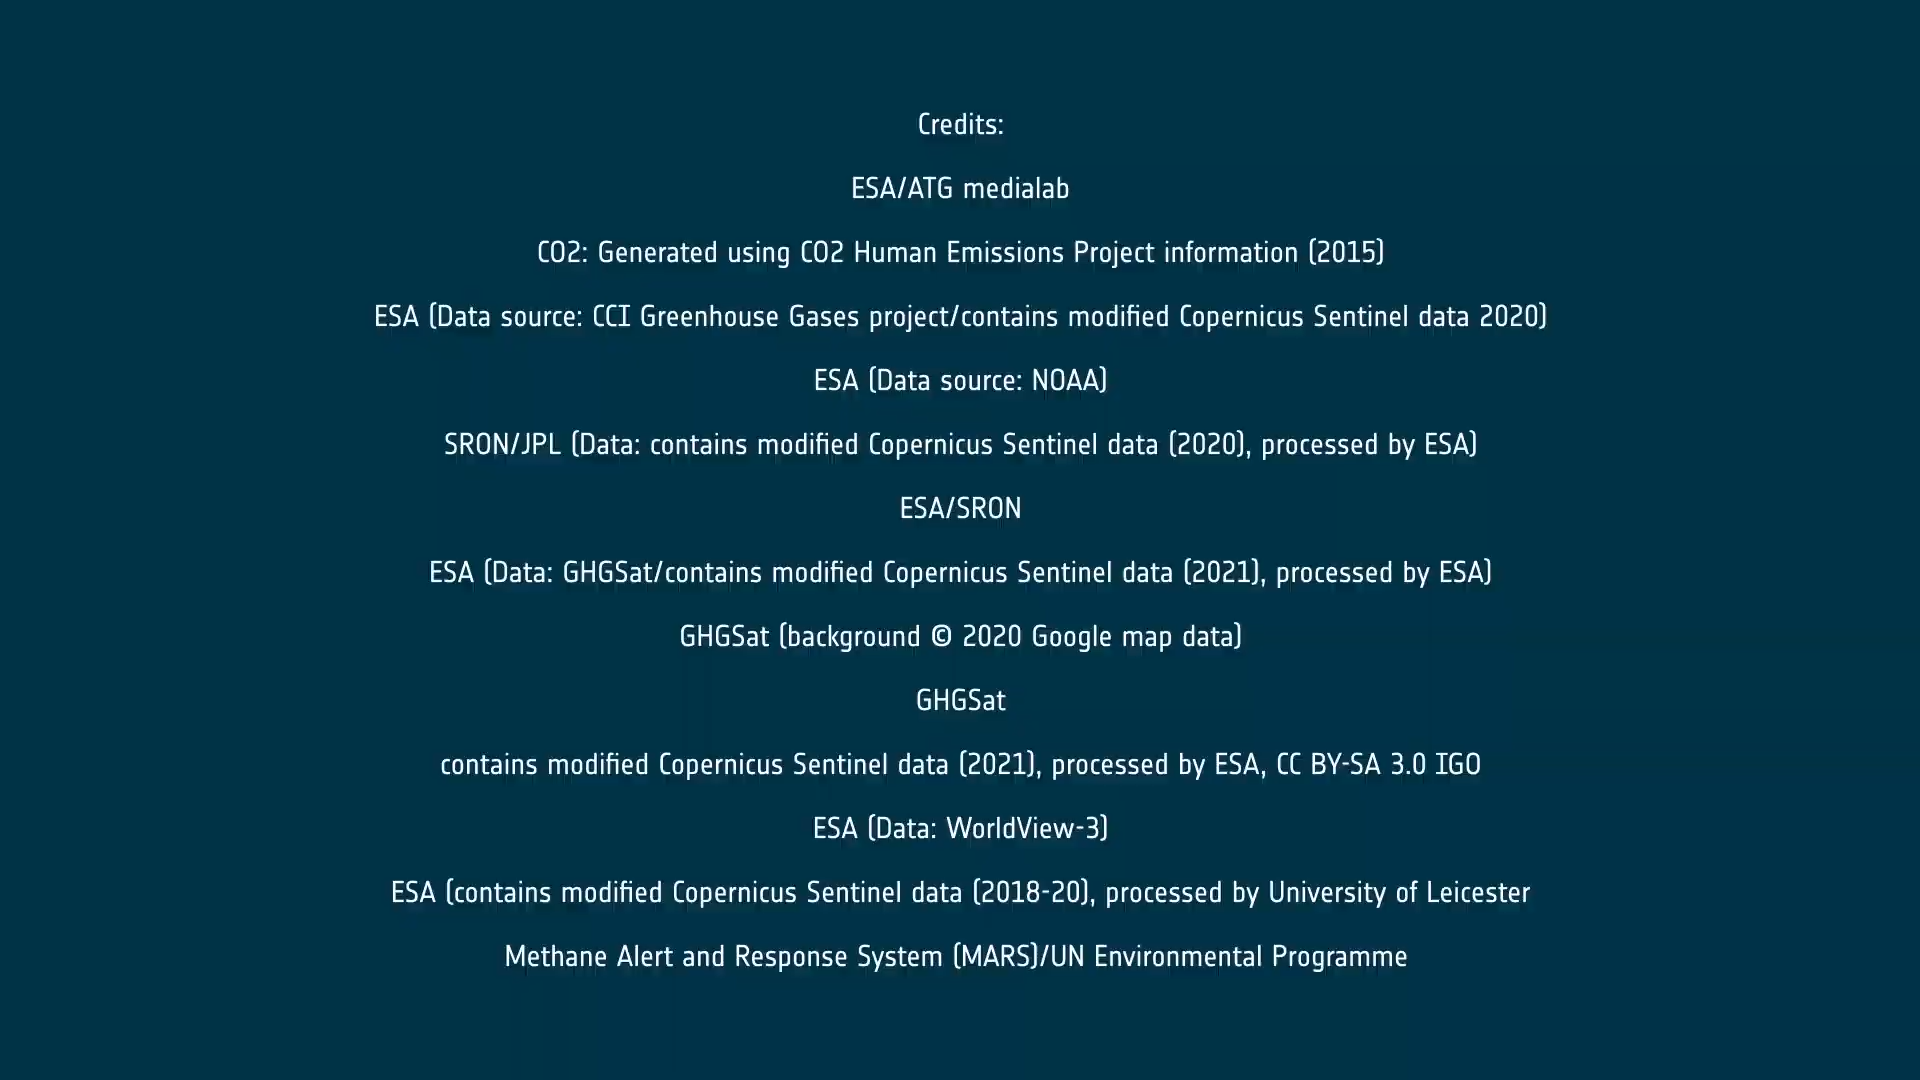 Credits:
ESA/ATG medialab
CO2: Generated using CO2 Human Emissions Project information (2015)
ESA (Data source: CCI Greenhouse Gases project/contains modified Copernicus Sentinel data 2020)
ESA (Data source: NOAA)
SRON/JPL (Data: contains modified Copernicus Sentinel data (2020), processed by ESA)
ESA/SRON
ESA (Data: GHGSat/contains modified Copernicus Sentinel data (2021), processed by ESA)
GHGSat (background © 2020 Google map data)
GHGSat
contains modified Copernicus Sentinel data (2021), processed by ESA, CC BY-SA 3.0 IGO
ESA (Data: WorldView-3)
ESA (contains modified Copernicus Sentinel data (2018-20), processed by University of Leicester
Methane Alert and Response System (MARS)/UN Environmental Programme